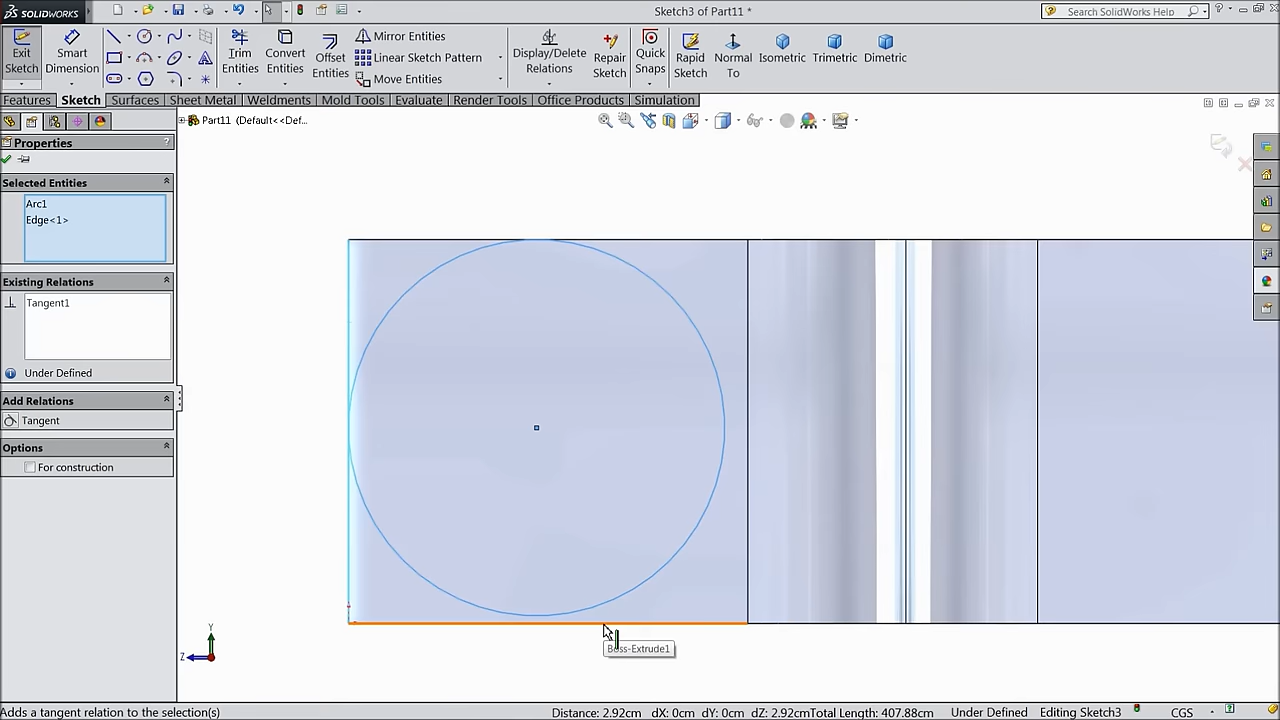 SOLIDWORKS
Sketch3 of Part11 *
Search SolidWorks Help
Exit Sketch
Smart Dimension
Trim Entities
Convert Entities
Offset Entities
Mirror Entities
Linear Sketch Pattern
Move Entities
Display/Delete Relations
Repair Sketch
Quick Snaps
Rapid Sketch
Normal To
Isometric
Trimetric
Dimetric
Features Sketch Surfaces Sheet Metal Weldments Mold Tools Evaluate Render Tools Office Products Simulation
Part11 (Default<<Def...
Properties ?
Selected Entities
Arc1
Edge<1>
Existing Relations
Tangent1
Under Defined
Add Relations
Tangent
Options
For construction
Boss-Extrude1
Y
Z
Adds a tangent relation to the selection(s)
Distance: 2.92cm dX: 0cm dY: 0cm dZ: 2.92cm Total Length: 407.88cm Under Defined Editing Sketch3 CGS